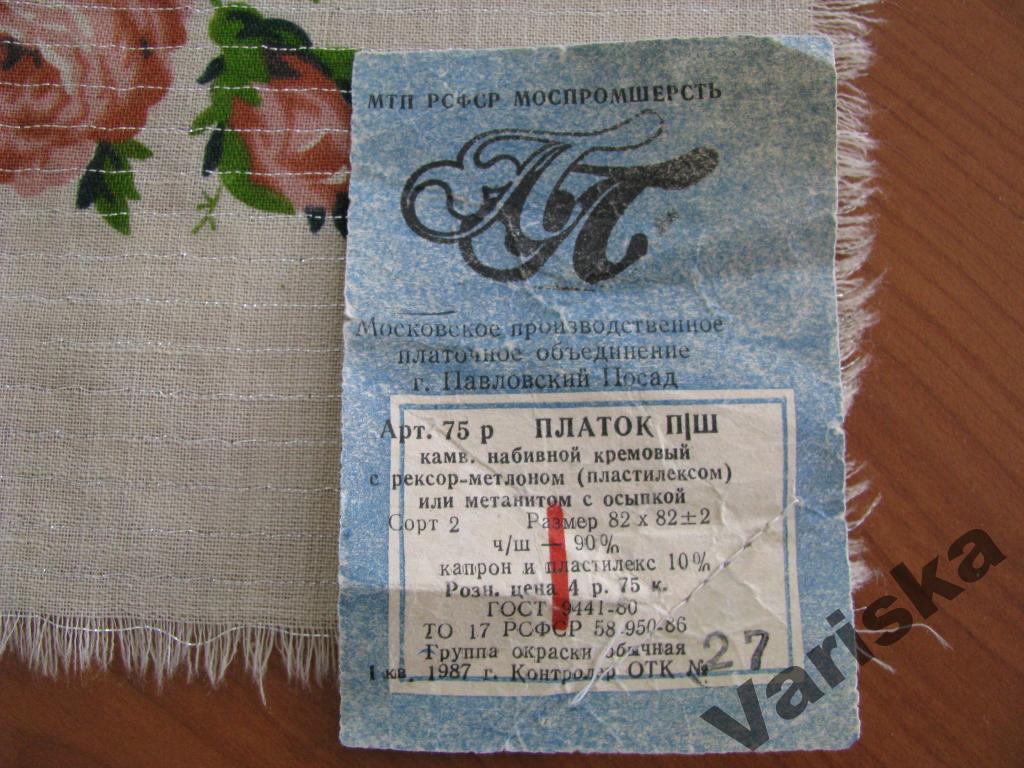 МТП РСФСР МОСПРОМШЕРСТЬ
ПП
Московское производственное
платочное объединение
г. Павловский Посад
Арт. 75 р ПЛАТОК П/Ш
камв. набивной кремовый
с рексор-метлоном (пластилексом)
или метанитом с осыпкой
Сорт 2 Размер 82 х 82±2
ч/ш — 90%
капрон и пластилекс 10%
Розн. цена 4 р. 75 к.
ГОСТ 9441-80
ТО 17 РСФСР 58-950-86
Группа окраски обычная
1 кв. 1987 г. Контролер ОТК № 27
Variska